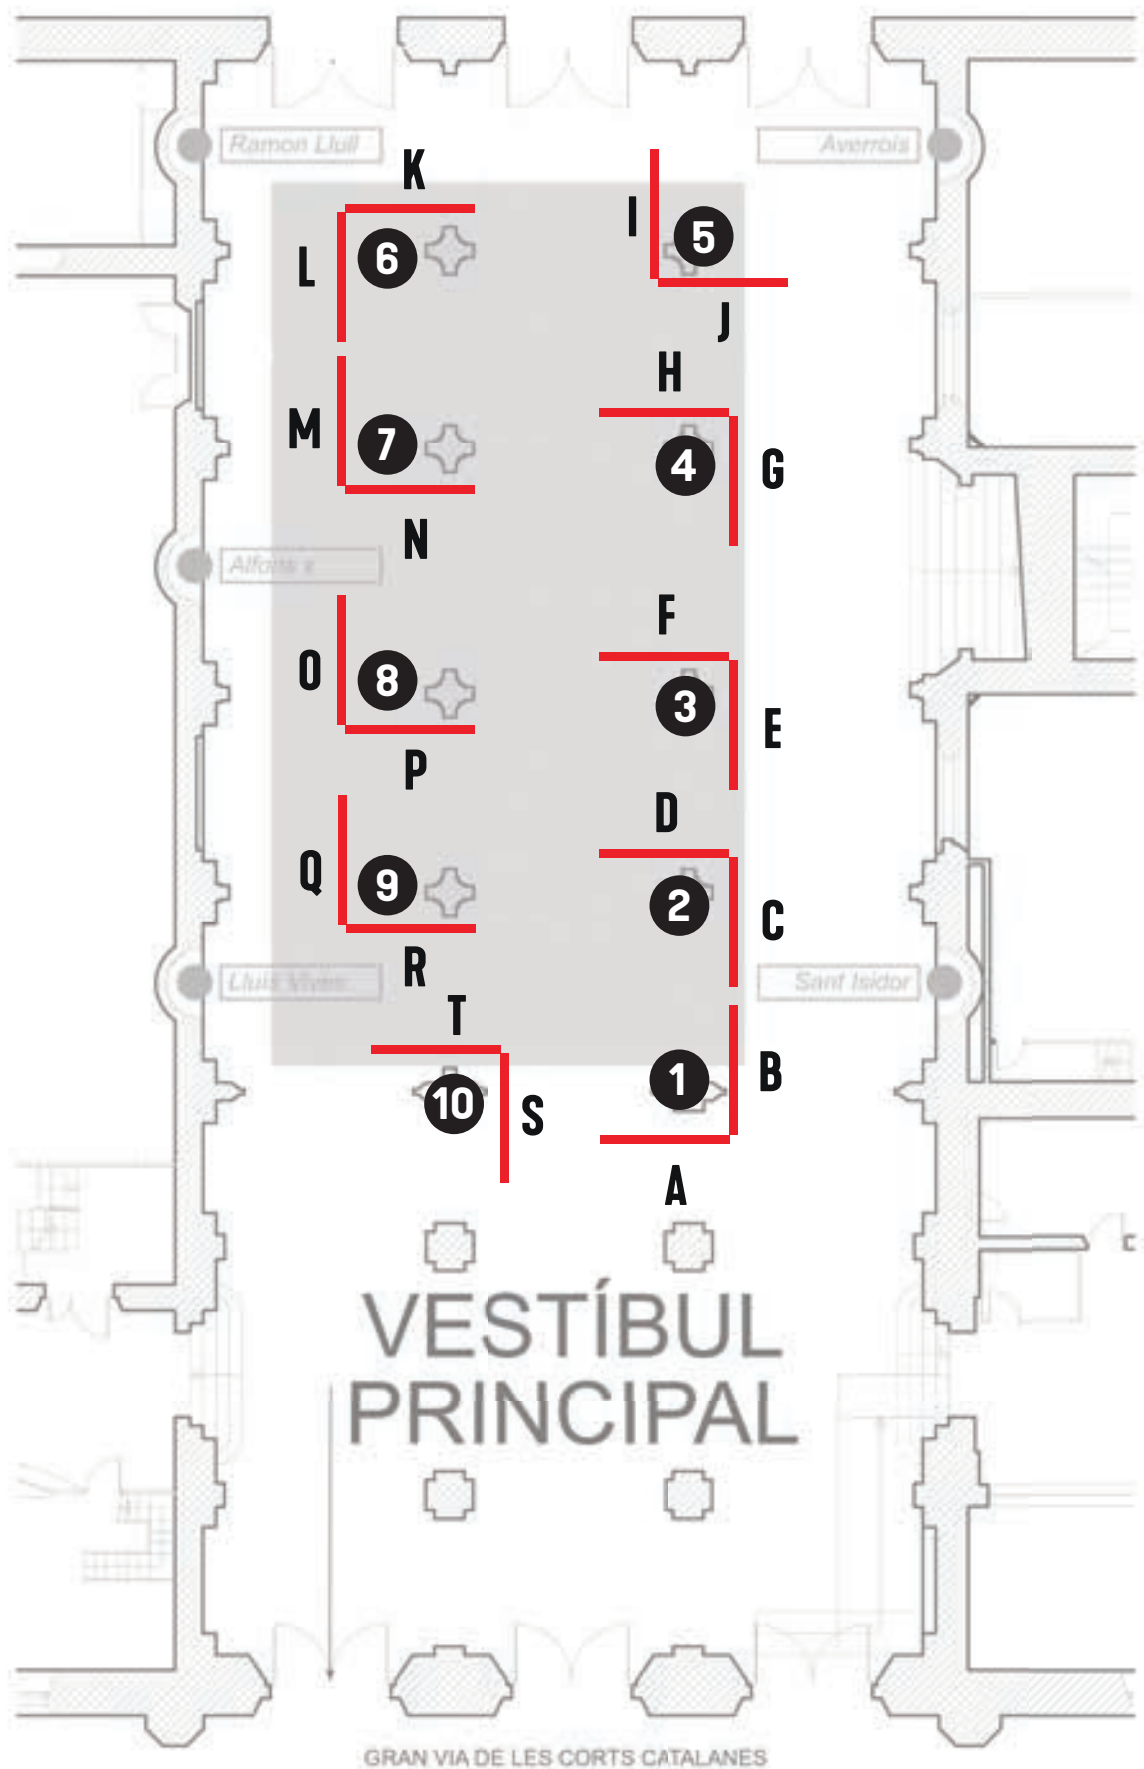 Ramon Llull
Averrois
K
I
5
L
6
J
H
M
7
4
G
N
Alfons x
F
O
8
3
E
P
D
Q
9
2
C
R
Lluis Vives
Sant Isidor
T
1
B
10
S
A
VESTÍBUL
PRINCIPAL
GRAN VIA DE LES CORTS CATALANES